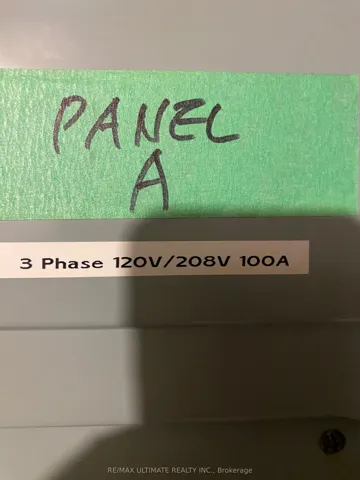 PANEL
A
3 Phase 120V/208V 100A
RE/MAX ULTIMATE REALTY INC., Brokerage